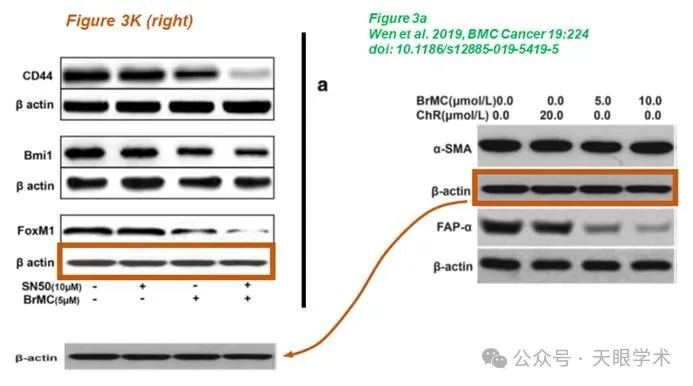 Figure 3K (right)
CD44
β actin
Bmi1
β actin
FoxM1
β actin
SN50(10μM) - + - +
BrMC(5μM) - - + +
β-actin
Figure 3a
Wen et al. 2019, BMC Cancer 19:224
doi: 10.1186/s12885-019-5419-5
a
BrMC(μmol/L)0.0 0.0 5.0 10.0
ChR(μmol/L) 0.0 20.0 0.0 0.0
α-SMA
β-actin
FAP-α
β-actin
公众号 · 天眼学术